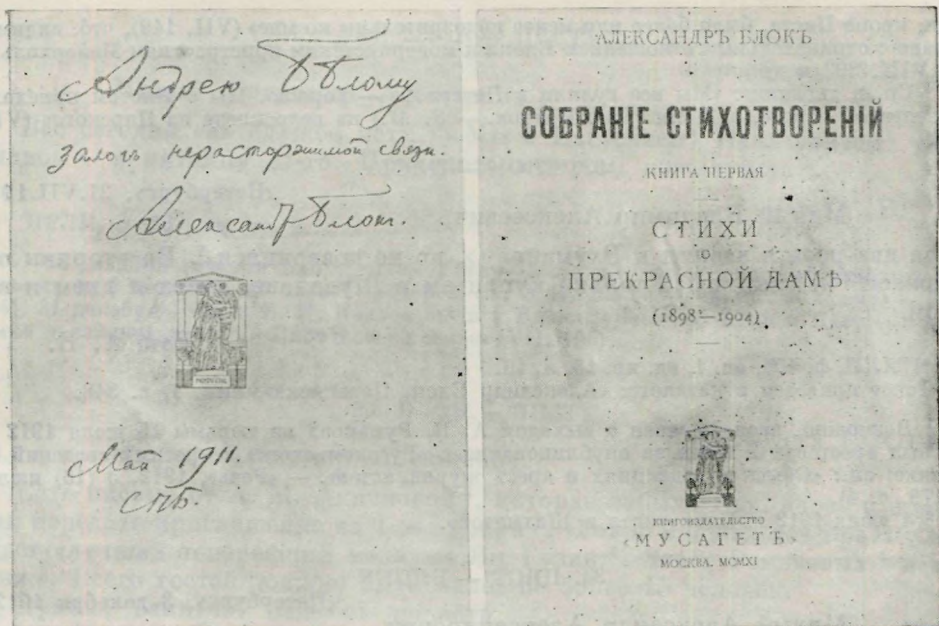 Андрею Бѣлому
залогъ нерасторжимой связи.
Александр Блокъ.
Май 1911.
СПБ.
АЛЕКСАНДРЪ БЛОКЪ
СОБРАНІЕ СТИХОТВОРЕНІЙ
КНИГА ПЕРВАЯ
СТИХИ
О
ПРЕКРАСНОЙ ДАМѢ
(1898—1904)
КНИГОИЗДАТЕЛЬСТВО
«МУСАГЕТЪ»
МОСКВА. MCMXI